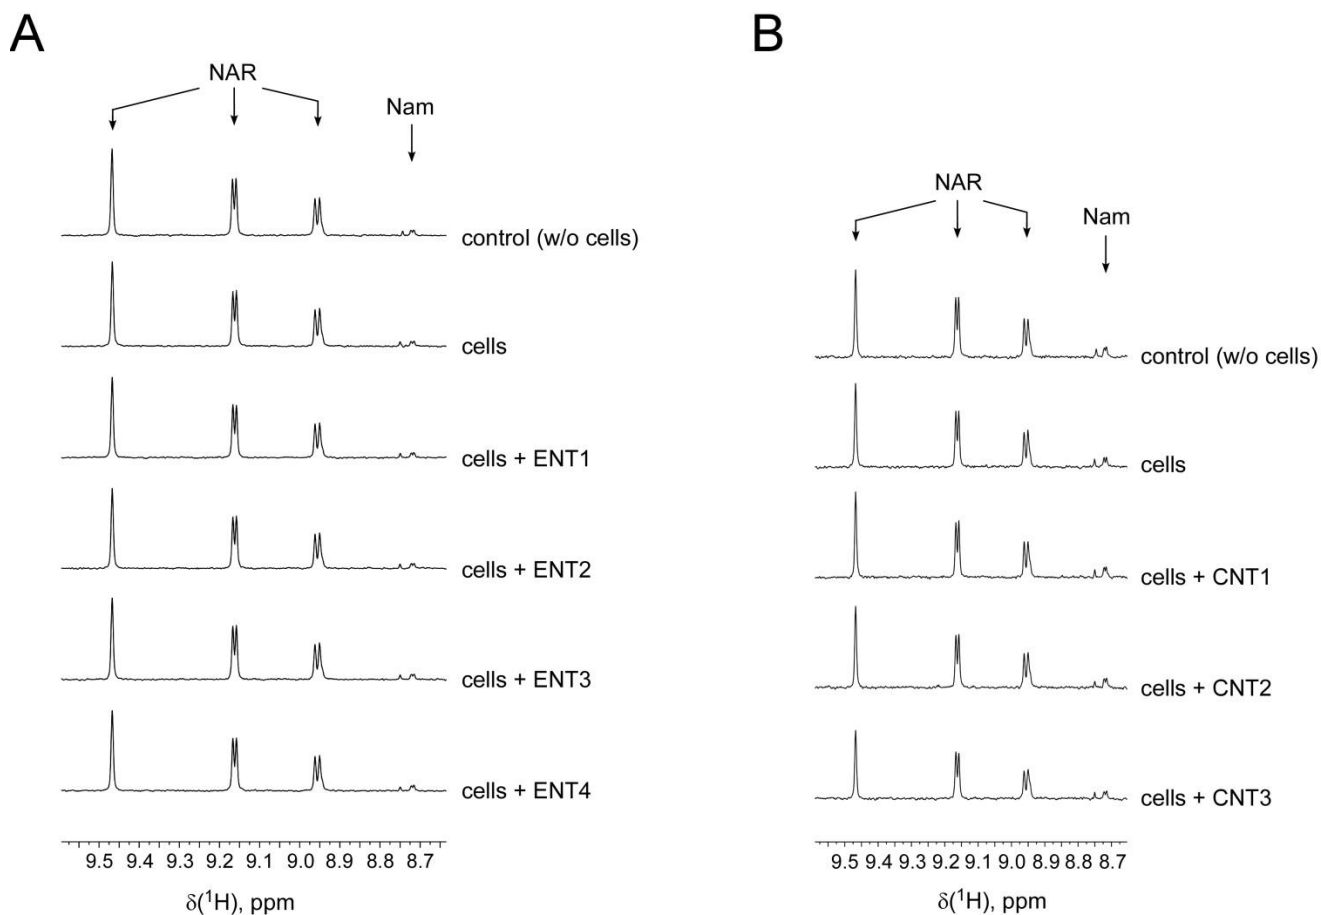 A
NAR
Nam
control (w/o cells)
cells
cells + ENT1
cells + ENT2
cells + ENT3
cells + ENT4
9.5 9.4 9.3 9.2 9.1 9.0 8.9 8.8 8.7
δ(¹H), ppm
B
NAR
Nam
control (w/o cells)
cells
cells + CNT1
cells + CNT2
cells + CNT3
9.5 9.4 9.3 9.2 9.1 9.0 8.9 8.8 8.7
δ(¹H), ppm